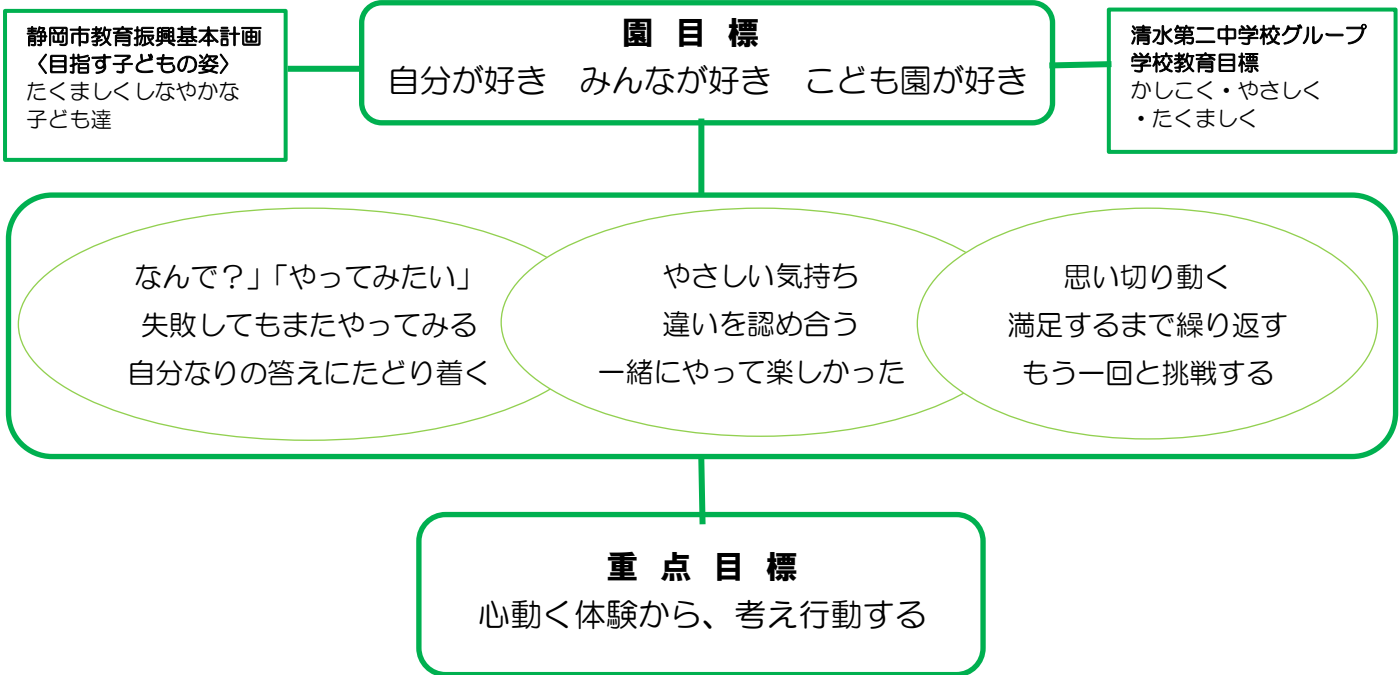 静岡市教育振興基本計画
〈目指す子どもの姿〉
たくましくしなやかな
子ども達
園 目 標
自分が好き　みんなが好き　こども園が好き
清水第二中学校グループ
学校教育目標
かしこく・やさしく
・たくましく
なんで？」「やってみたい」
失敗してもまたやってみる
自分なりの答えにたどり着く
やさしい気持ち
違いを認め合う
一緒にやって楽しかった
思い切り動く
満足するまで繰り返す
もう一回と挑戦する
重 点 目 標
心動く体験から、考え行動する